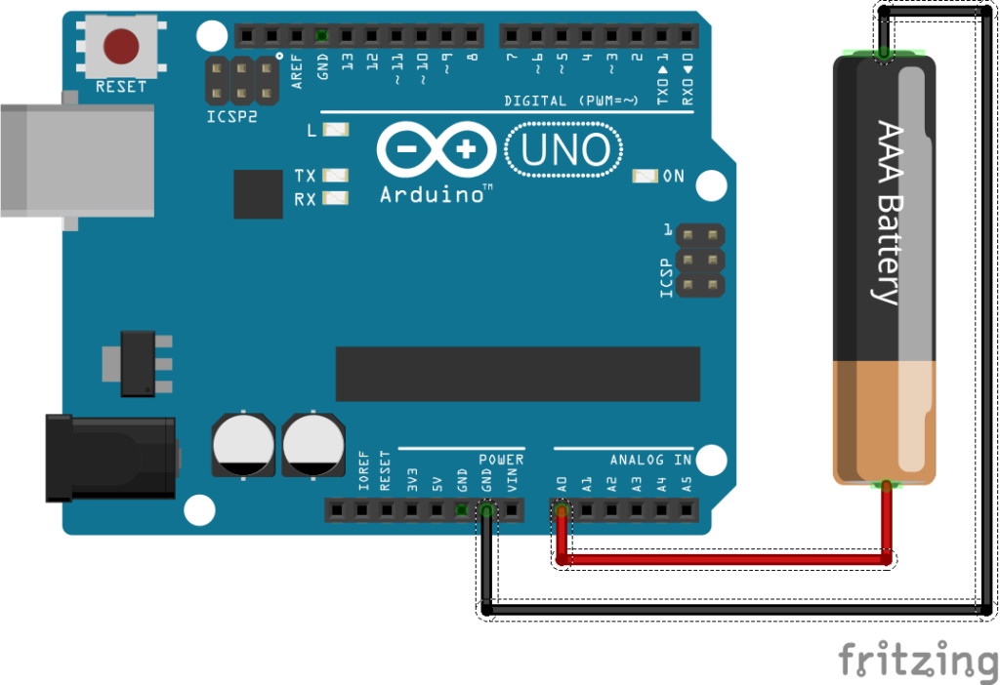 RESET
ICSP2
AREF
GND
13
12
~11
~10
~9
8
7
~6
~5
4
~3
2
TX0▶1
RX0◀0
DIGITAL (PWM=~)
L
TX
RX
UNO
Arduino™
ON
1
ICSP
AAA Battery
POWER
ANALOG IN
IOREF
RESET
3V3
5V
GND
GND
VIN
A0
A1
A2
A3
A4
A5
fritzing